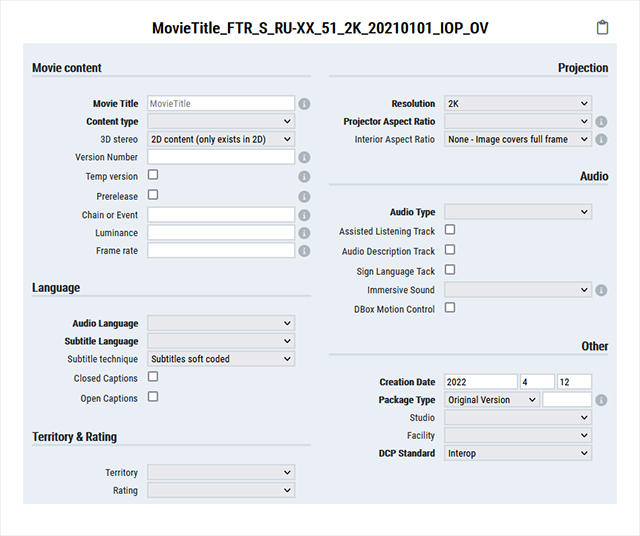 MovieTitle_FTR_S_RU-XX_51_2K_20210101_IOP_OV
Movie content
Movie Title MovieTitle
Content type
3D stereo 2D content (only exists in 2D)
Version Number
Temp version
Prerelease
Chain or Event
Luminance
Frame rate
Language
Audio Language
Subtitle Language
Subtitle technique Subtitles soft coded
Closed Captions
Open Captions
Territory & Rating
Territory
Rating
Projection
Resolution 2K
Projector Aspect Ratio
Interior Aspect Ratio None - Image covers full frame
Audio
Audio Type
Assisted Listening Track
Audio Description Track
Sign Language Tack
Immersive Sound
DBox Motion Control
Other
Creation Date 2022 4 12
Package Type Original Version
Studio
Facility
DCP Standard Interop